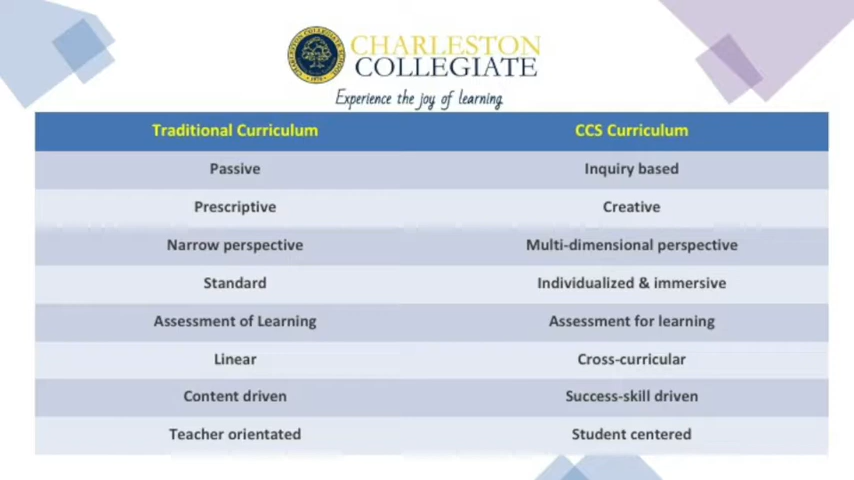 CHARLESTON
COLLEGIATE
Experience the joy of learning.
Traditional Curriculum CCS Curriculum
Passive Inquiry based
Prescriptive Creative
Narrow perspective Multi-dimensional perspective
Standard Individualized & immersive
Assessment of Learning Assessment for learning
Linear Cross-curricular
Content driven Success-skill driven
Teacher orientated Student centered